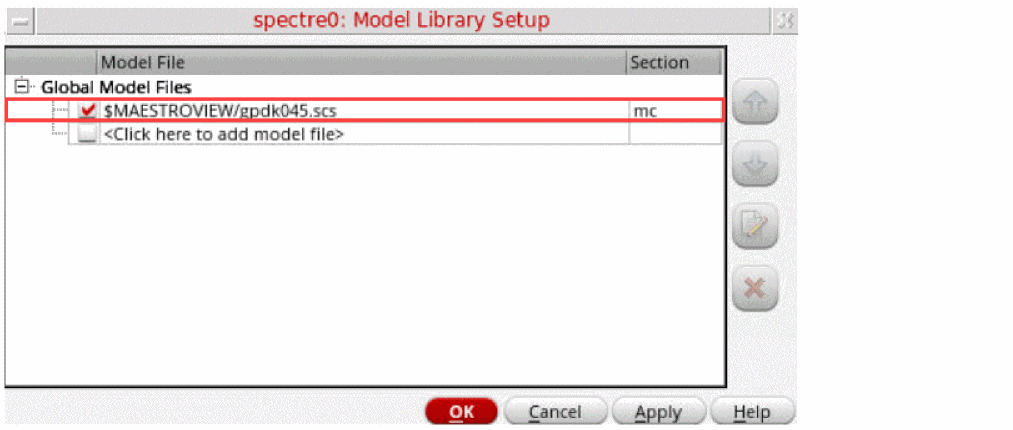 spectre0: Model Library Setup
Model File Section
Global Model Files
$MAESTROVIEW/gpdk045.scs mc
<Click here to add model file>
OK Cancel Apply Help